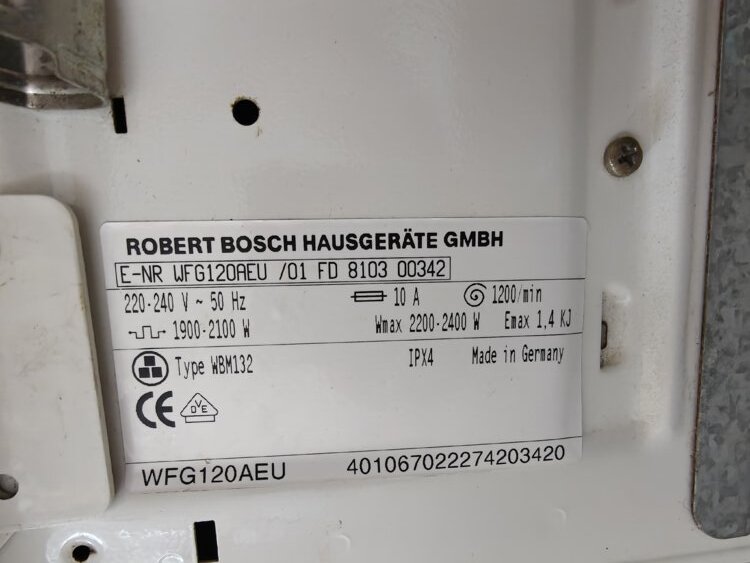 ROBERT BOSCH HAUSGERÄTE GMBH
E-NR WFG120AEU /01 FD 8103 00342
220-240 V ~ 50 Hz 10 A 1200/min
1900-2100 W Wmax 2200-2400 W Emax 1,4 KJ
Type WBM132 IPX4 Made in Germany
CE DVE
WFG120AEU 401067022274203420